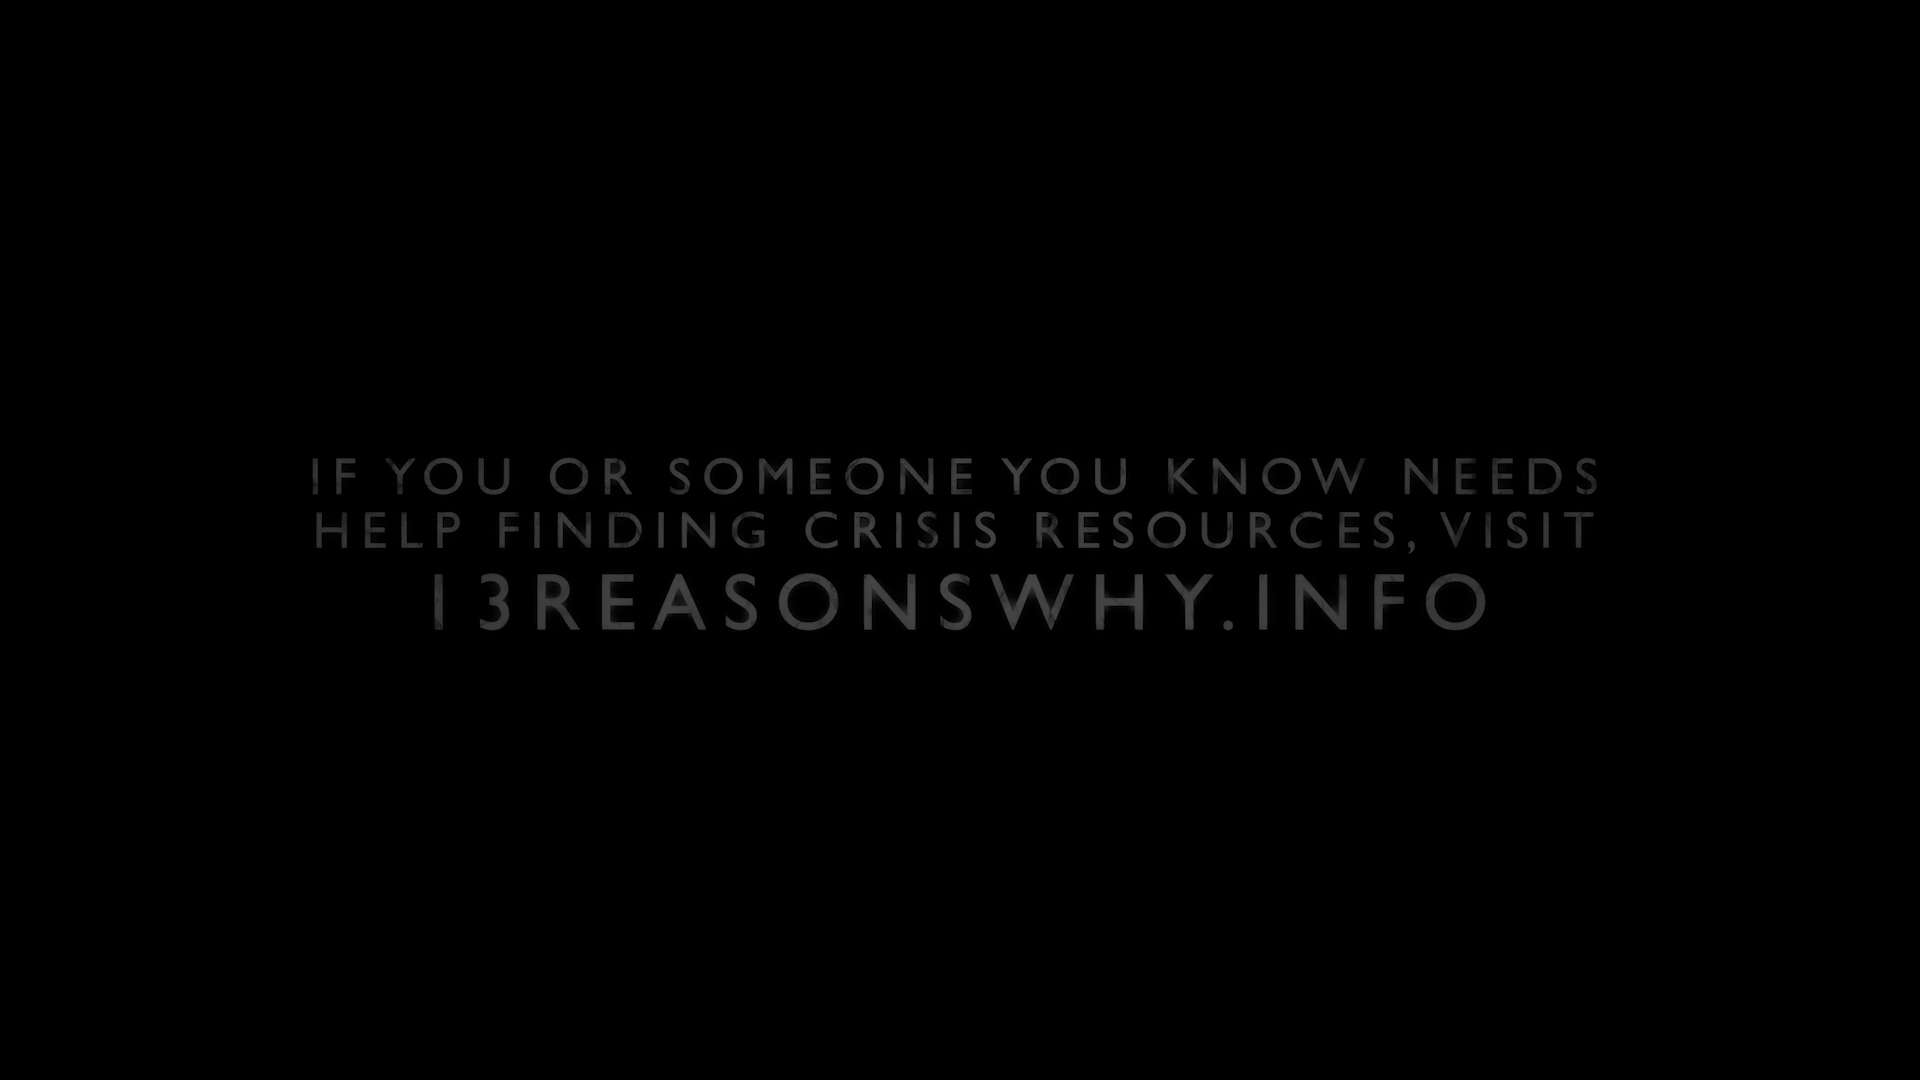 IF YOU OR SOMEONE YOU KNOW NEEDS
HELP FINDING CRISIS RESOURCES, VISIT
13REASONSWHY.INFO